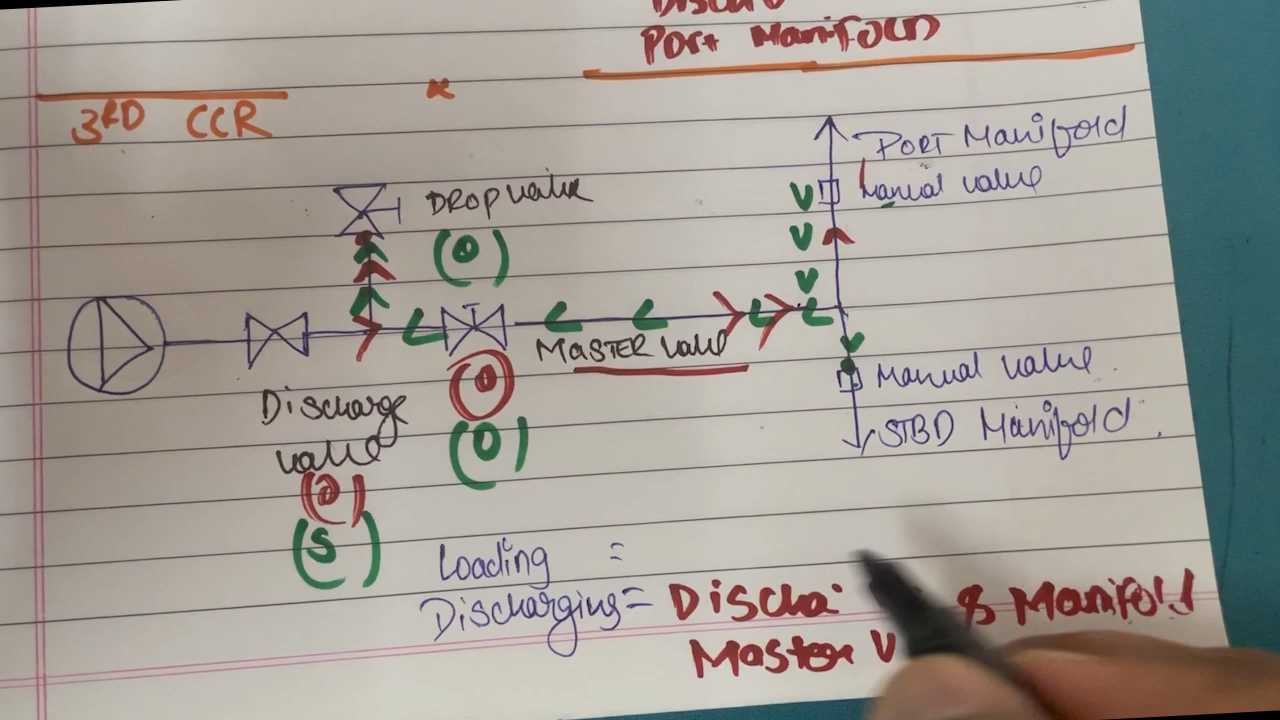 Port Manifold
3RD CCR
x
PORT Manifold
Manual valve
DROP valve
(O)
MASTER valve
(O)
Manual valve
Discharge
valve
(O)
STBD Manifold
(O)
(S)
Loading =
Discharging = Discha & Manifold
Master V